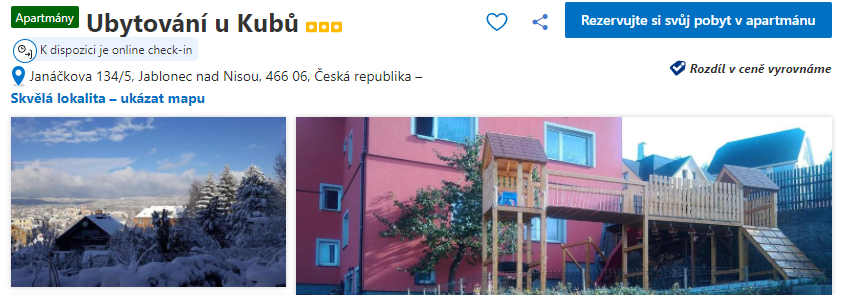 Apartmány
Ubytování u Kubů
Rezervujte si svůj pobyt v apartmánu
K dispozici je online check-in
Rozdíl v ceně vyrovnáme
Janáčkova 134/5, Jablonec nad Nisou, 466 06, Česká republika –
Skvělá lokalita – ukázat mapu